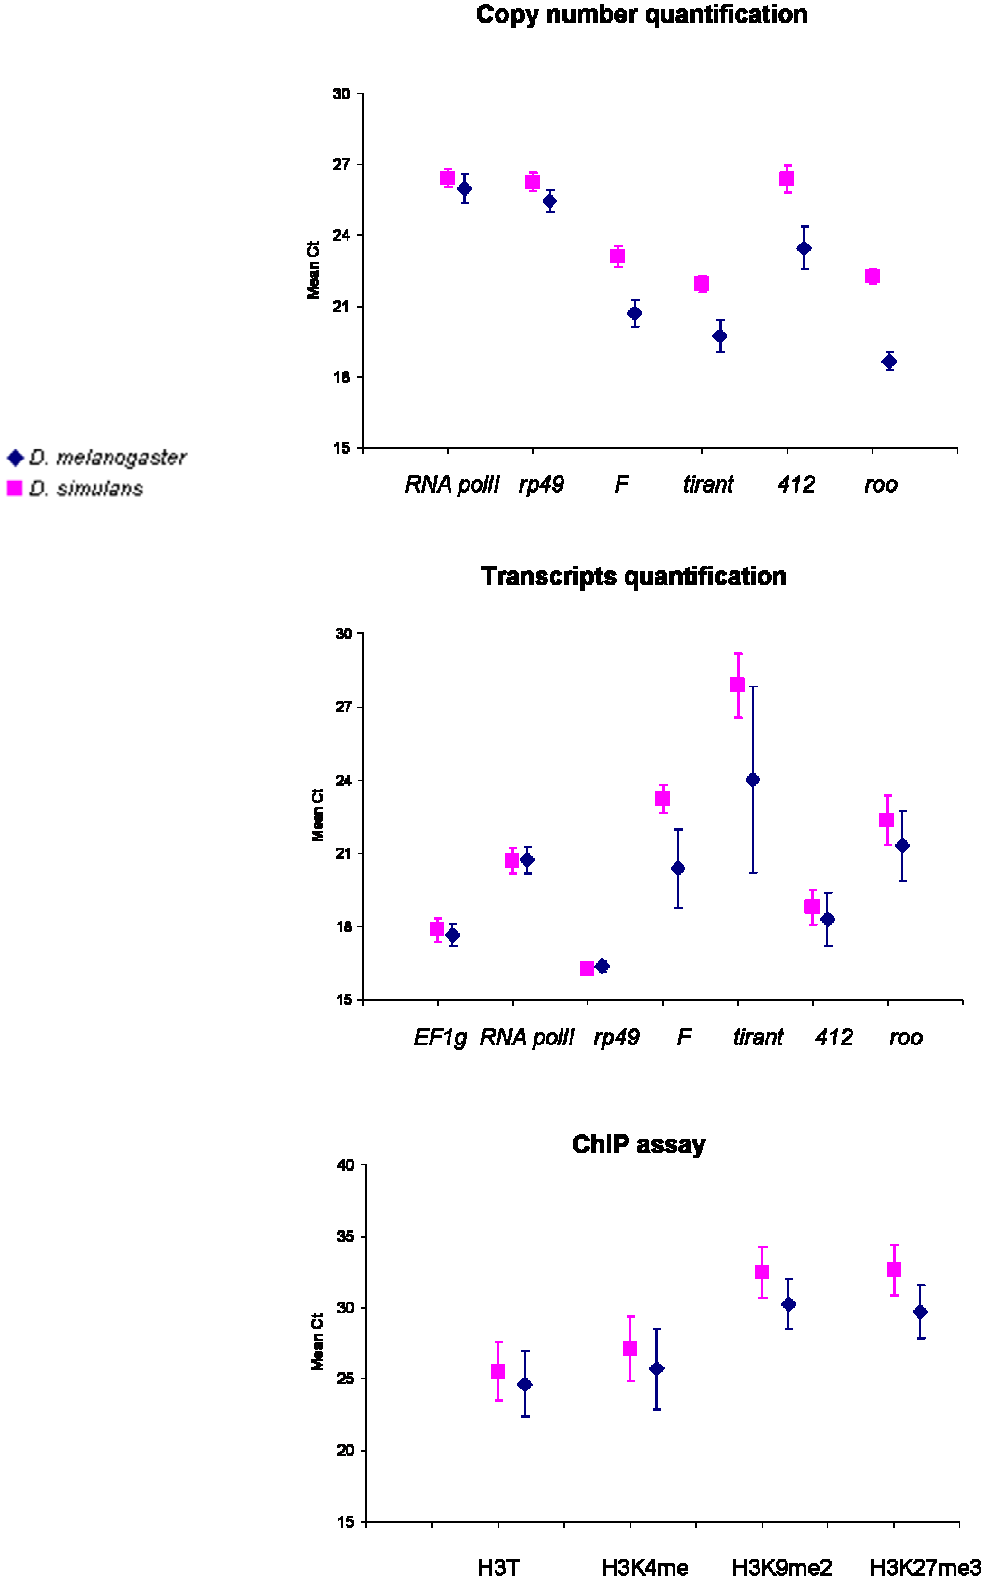 Copy number quantification
30
27
24
21
18
15
Mean Ct
RNA polII rp49 F tirant 412 roo
D. melanogaster
D. simulans
Transcripts quantification
30
27
24
21
18
15
Mean Ct
EF1g RNA polII rp49 F tirant 412 roo
ChIP assay
40
35
30
25
20
15
Mean Ct
H3T H3K4me H3K9me2 H3K27me3